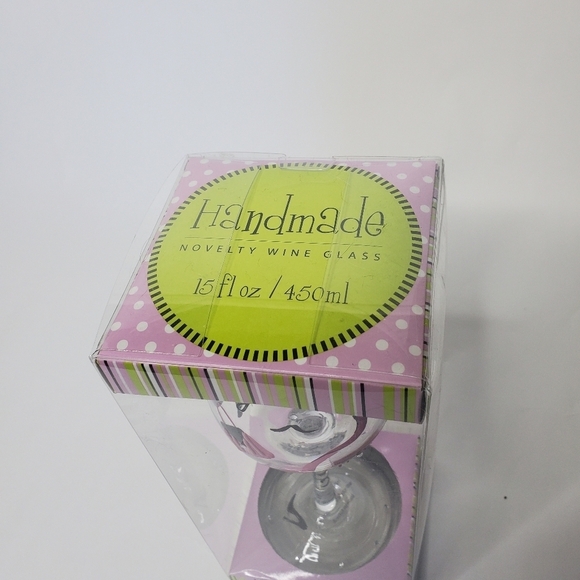 Handmade
NOVELTY WINE GLASS
15 fl oz / 450ml